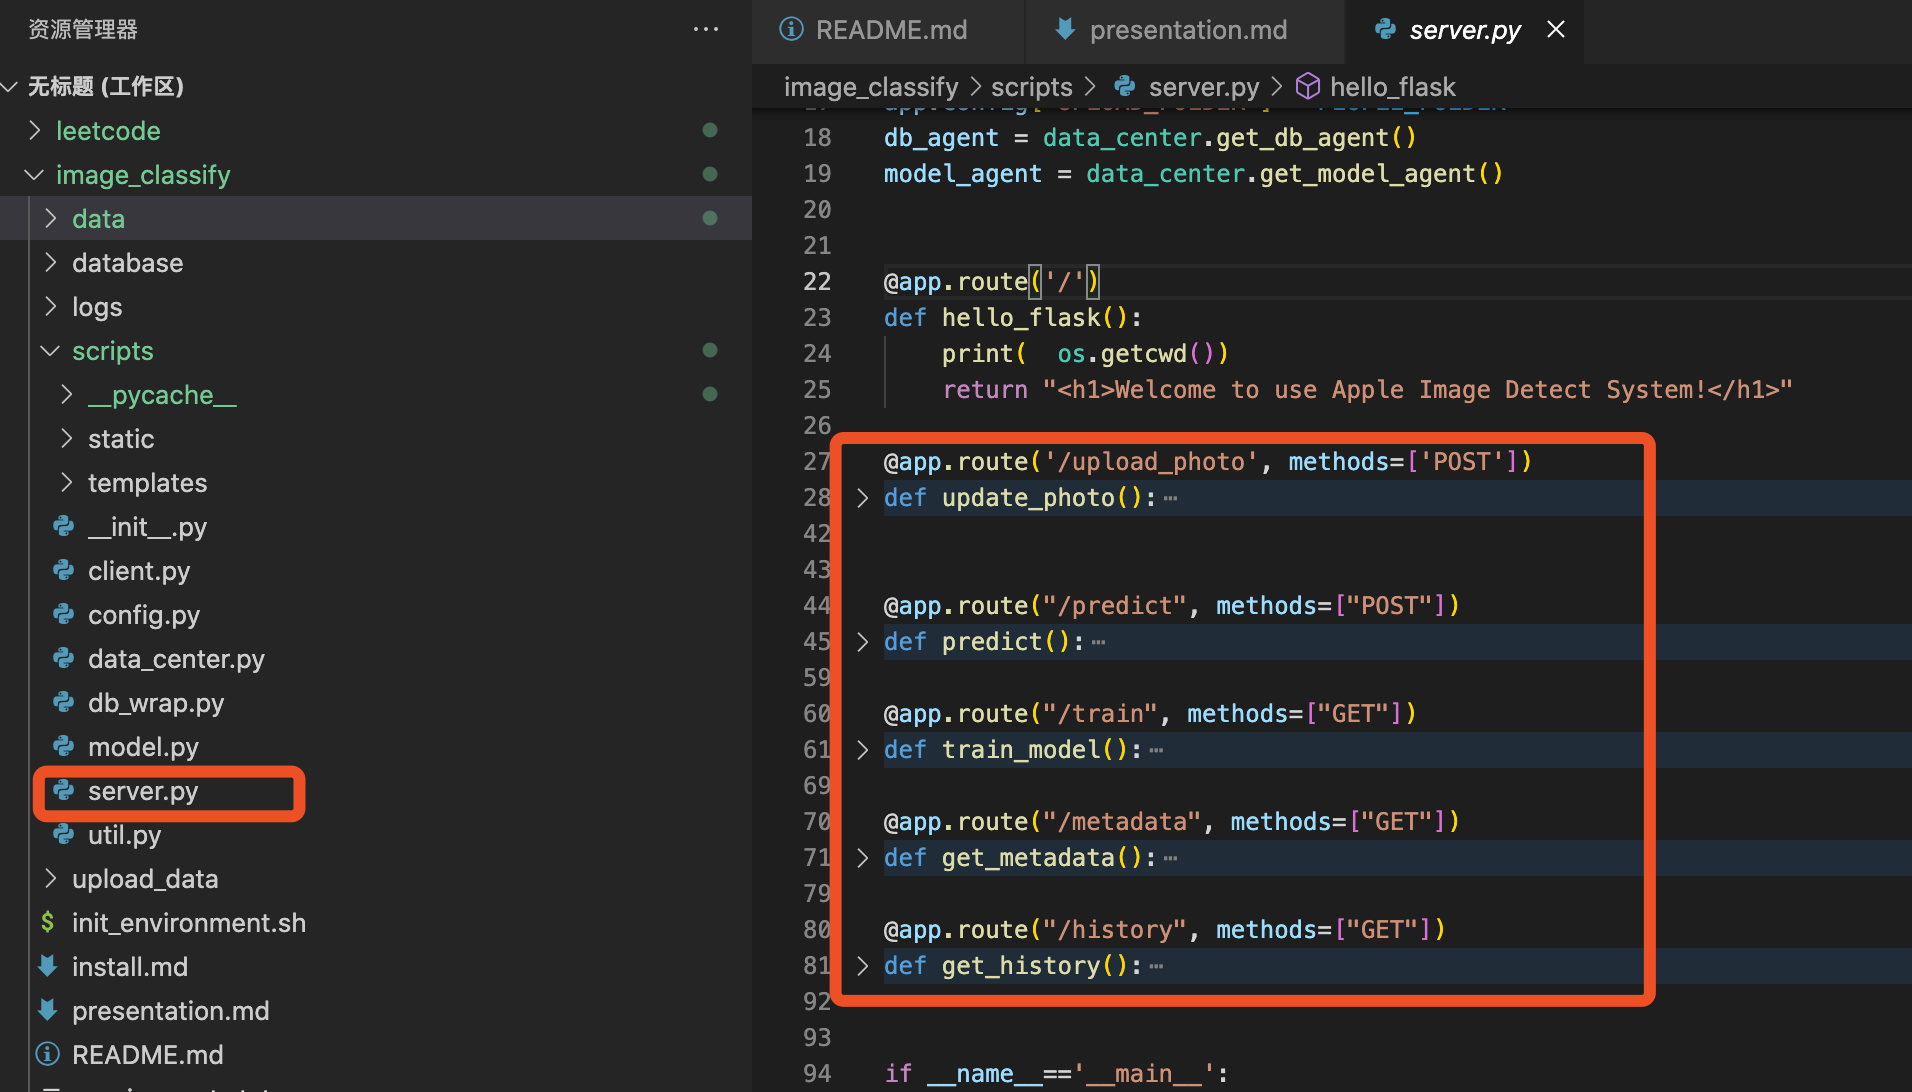 资源管理器
无标题 (工作区)
leetcode
image_classify
data
database
logs
scripts
__pycache__
static
templates
__init__.py
client.py
config.py
data_center.py
db_wrap.py
model.py
server.py
util.py
upload_data
$ init_environment.sh
install.md
presentation.md
README.md
README.md
presentation.md
server.py
image_classify > scripts > server.py > hello_flask
18 db_agent = data_center.get_db_agent()
19 model_agent = data_center.get_model_agent()
20
21
22 @app.route('/')
23 def hello_flask():
24 print(  os.getcwd())
25 return "<h1>Welcome to use Apple Image Detect System!</h1>"
26
27 @app.route('/upload_photo', methods=['POST'])
28 def update_photo():…
42
43
44 @app.route("/predict", methods=["POST"])
45 def predict():…
59
60 @app.route("/train", methods=["GET"])
61 def train_model():…
69
70 @app.route("/metadata", methods=["GET"])
71 def get_metadata():…
79
80 @app.route("/history", methods=["GET"])
81 def get_history():…
92
93
94 if __name__=='__main__':